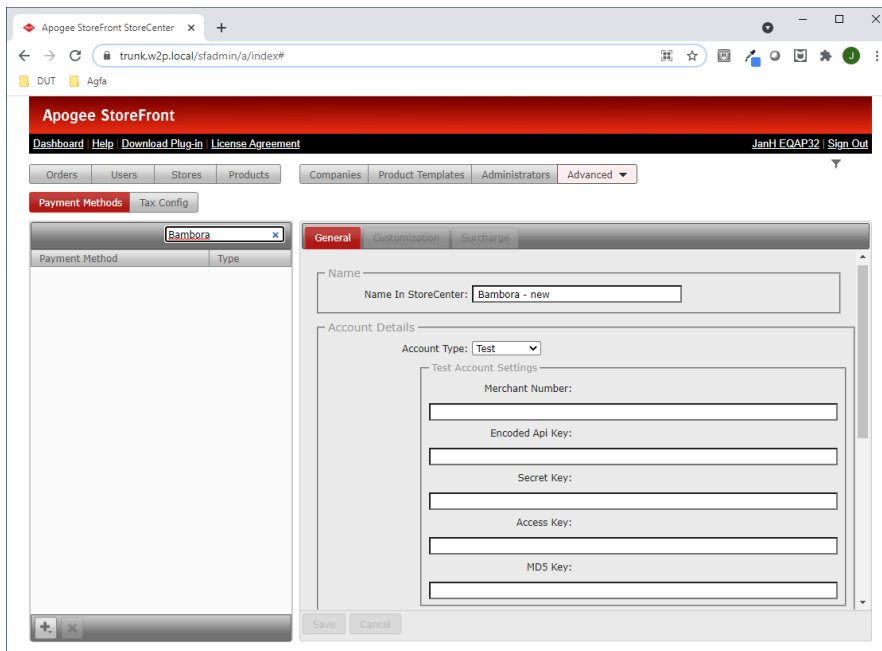 Apogee StoreFront StoreCenter
trunk.w2p.local/sfadmin/a/index#
J
DUT Agfa
Apogee StoreFront
Dashboard | Help | Download Plug-in | License Agreement
JanH EQAP32 | Sign Out
Orders Users Stores Products Companies Product Templates Administrators Advanced
Payment Methods Tax Config
Bambora
Payment Method Type
General Customization Surcharge
Name
Name In StoreCenter: Bambora - new
Account Details
Account Type: Test
Test Account Settings
Merchant Number:
Encoded Api Key:
Secret Key:
Access Key:
MD5 Key:
Save Cancel